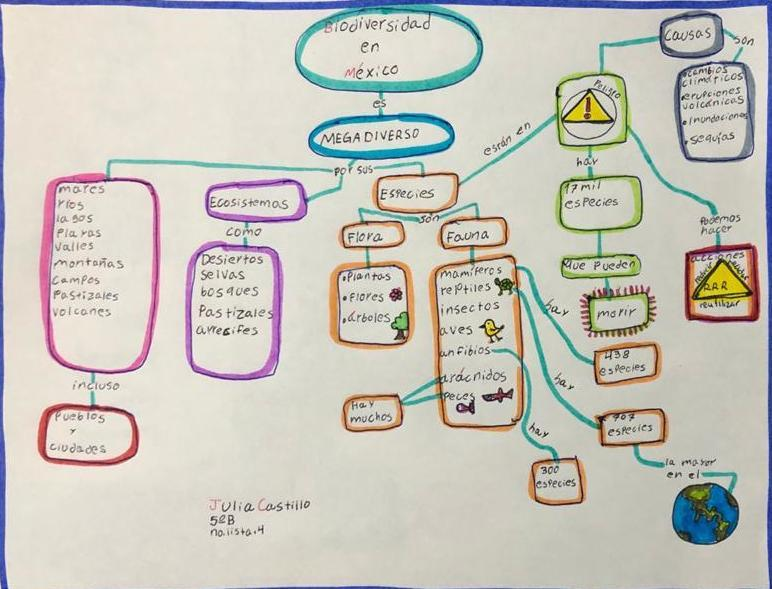 Biodiversidad
en
México
es
MEGADIVERSO
por sus
mares
rios
lagos
Playas
Valles
montañas
Campos
Pastizales
volcanes
incluso
Pueblos
y
ciudades
Ecosistemas
como
Desiertos
Selvas
bosques
Pastizales
arrecifes
Especies
son
Flora
•Plantas
•Flores
•árboles
Fauna
mamíferos
reptiles
insectos
aves
anfibios
arácnidos
peces
Hay
muchos
hay
438
especies
hay
707
especies
la mayor
en el
hay
300
especies
están en
Peligro
Causas
son
•cambios
climáticos
erupciones
volcánicas
•Inundaciones
•sequías
hay
17 mil
especies
Que pueden
morir
Podemos
hacer
acciones
RRR
reutilizar
Julia Castillo
5ºB
no.lista.4